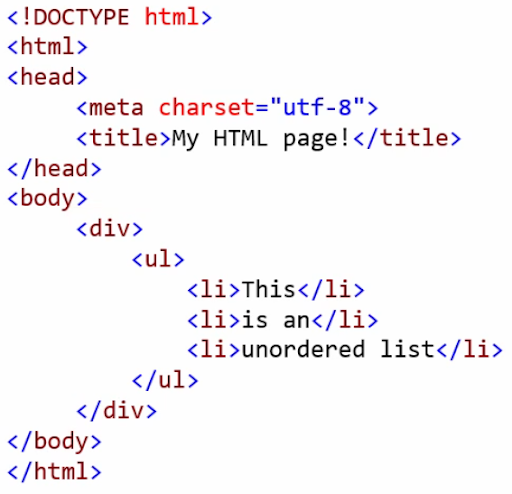 <!DOCTYPE html>
<html>
<head>
<meta charset="utf-8">
<title>My HTML page!</title>
</head>
<body>
<div>
<ul>
<li>This</li>
<li>is an</li>
<li>unordered list</li>
</ul>
</div>
</body>
</html>